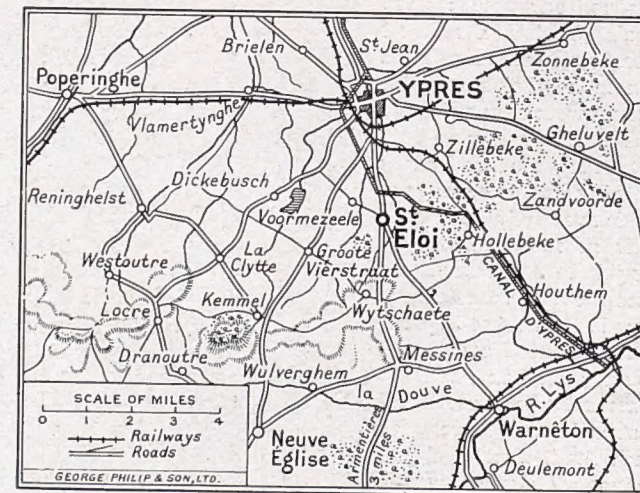 Brielen
St Jean
Zonnebeke
Poperinghe
YPRES
Vlamertynghe
Gheluvelt
Zillebeke
Dickebusch
Reninghelst
Zandvoorde
Voormezeele
St Eloi
Hollebeke
Westoutre
La Clytte
Groote Vierstraat
CANAL D'YPRES
Houthem
Kemmel
Locre
Wytschaete
Dranoutre
Messines
Wulverghem
la Douve
R. Lys
Warnêton
Armentières 3 miles
Neuve Église
Deulemont
SCALE OF MILES
0 1 2 3 4
Railways
Roads
GEORGE PHILIP & SON, LTD.